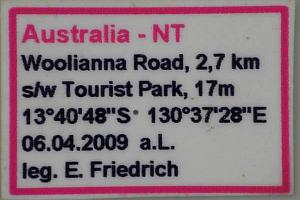 Australia - NT
Woolianna Road, 2,7 km
s/w Tourist Park, 17m
13°40'48"S 130°37'28"E
06.04.2009 a.L.
leg. E. Friedrich